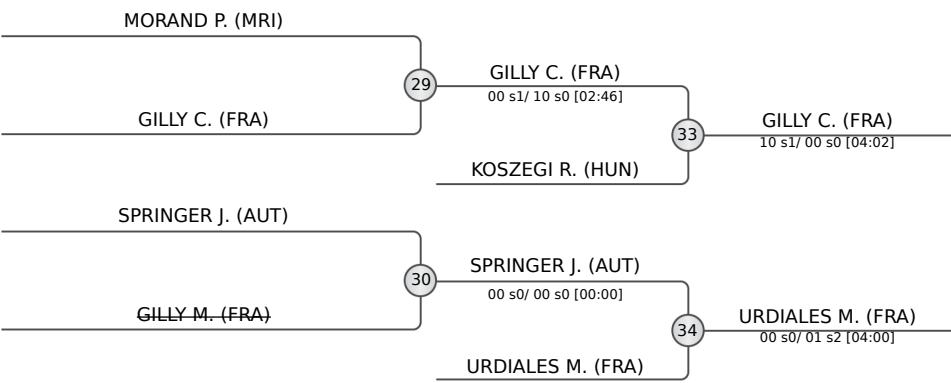 MORAND P. (MRI)
29
GILLY C. (FRA)
GILLY C. (FRA)
00 s1/ 10 s0 [02:46]
33
GILLY C. (FRA)
10 s1/ 00 s0 [04:02]
KOSZEGI R. (HUN)
SPRINGER J. (AUT)
30
GILLY M. (FRA)
SPRINGER J. (AUT)
00 s0/ 00 s0 [00:00]
34
URDIALES M. (FRA)
00 s0/ 01 s2 [04:00]
URDIALES M. (FRA)